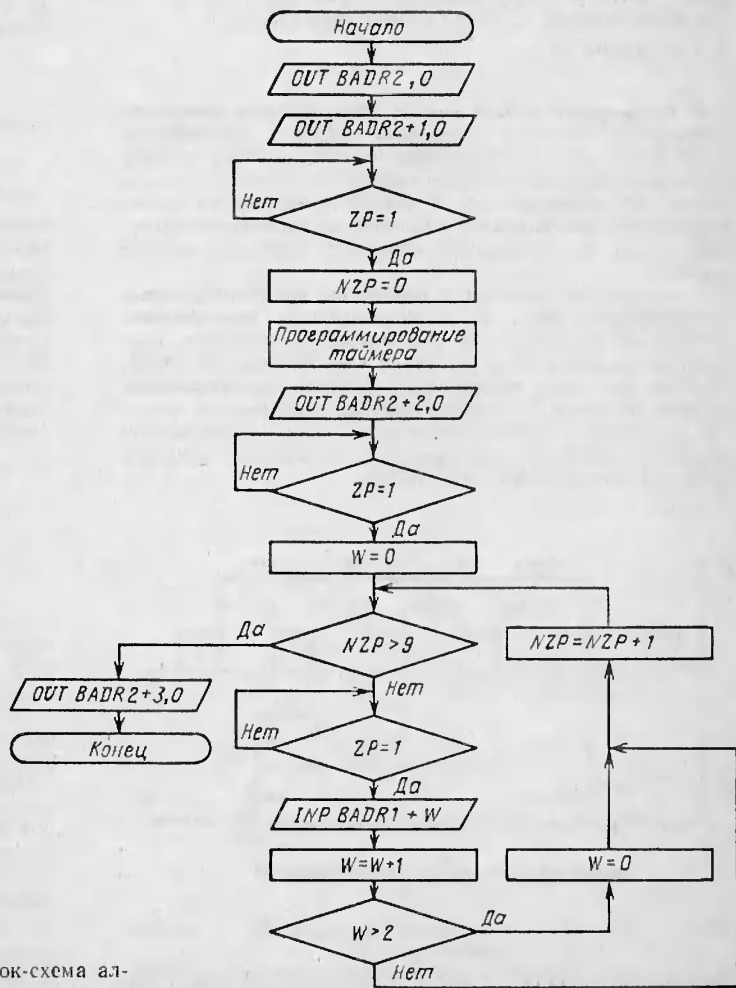 Начало
OUT BADR2,0
OUT BADR2+1,0
Нет
ZP=1
Да
NZP=0
Программирование
таймера
OUT BADR2+2,0
Нет
ZP=1
Да
W=0
Да
NZP>9
NZP=NZP+1
OUT BADR2+3,0
Нет
Нет
ZP=1
Конец
Да
INP BADR1+W
W=W+1
W=0
W>2
Да
Нет
ок-схема ал-